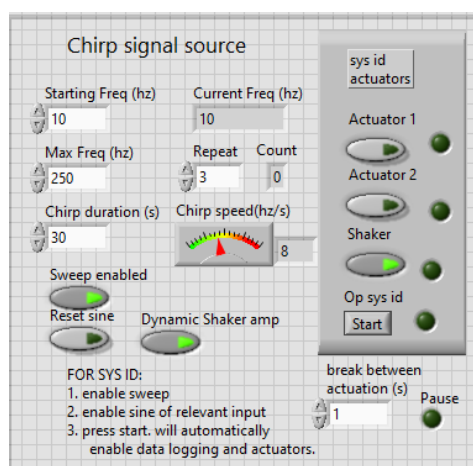 Chirp signal source
Starting Freq (hz)
10
Current Freq (hz)
10
Max Freq (hz)
250
Repeat
3
Count
0
Chirp duration (s)
30
Chirp speed(hz/s)
8
Sweep enabled
Reset sine
Dynamic Shaker amp
FOR SYS ID:
1. enable sweep
2. enable sine of relevant input
3. press start. will automatically
enable data logging and actuators.
sys id
actuators
Actuator 1
Actuator 2
Shaker
Op sys id
Start
break between
actuation (s)
1
Pause